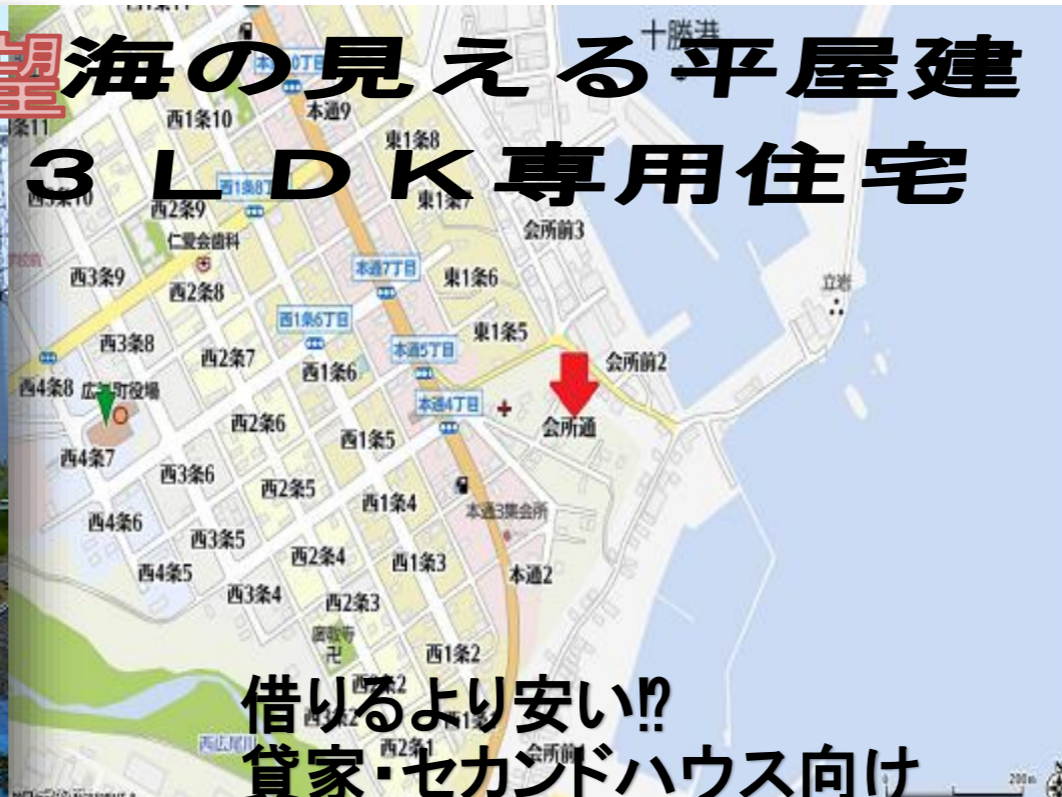 望
海の見える平屋建
3LDK専用住宅
十勝港
条11
西1条10
本通9
東1条8
西1条8丁
西2条9
仁愛会歯科
会所前3
西3条9
本通7丁目
東1条6
西2条8
立岩
西1条6丁目
東1条5
西3条8
西2条7
本通5丁目
会所前2
西1条6
西4条8
広尾町役場
本通4丁目
会所通
西2条6
西1条5
西4条7
西3条6
西2条5
西1条4
本通3集会所
西4条6
西3条5
西2条4
西1条3
本通2
西4条5
西3条4
西2条3
西1条2
借りるより安い!?
西広尾川
西2条1
会所前
貸家・セカンドハウス向け
200m